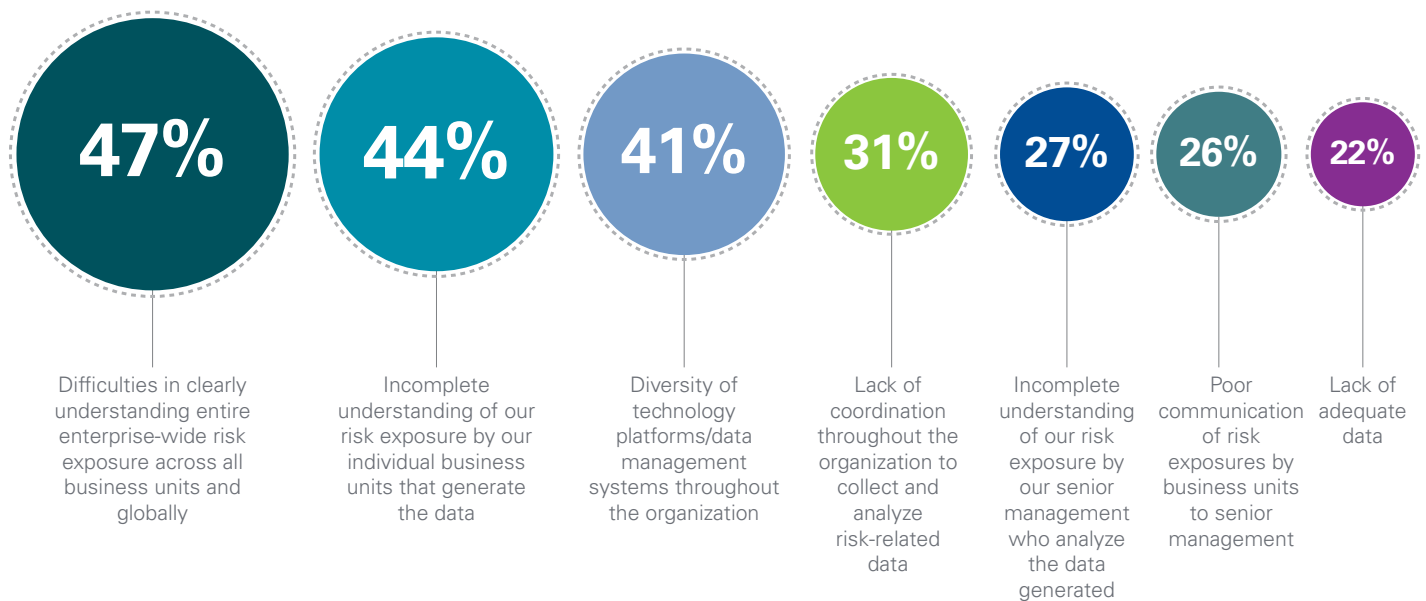 47%
44%
41%
31%
27%
26%
22%
Difficulties in clearly
understanding entire
enterprise-wide risk
exposure across all
business units and
globally
Incomplete
understanding of our
risk exposure by our
individual business
units that generate
the data
Diversity of
technology
platforms/data
management
systems throughout
the organization
Lack of
coordination
throughout the
organization to
collect and
analyze
risk-related
data
Incomplete
understanding
of our risk
exposure by
our senior
management
who analyze
the data
generated
Poor
communication
of risk
exposures by
business units
to senior
management
Lack of
adequate
data